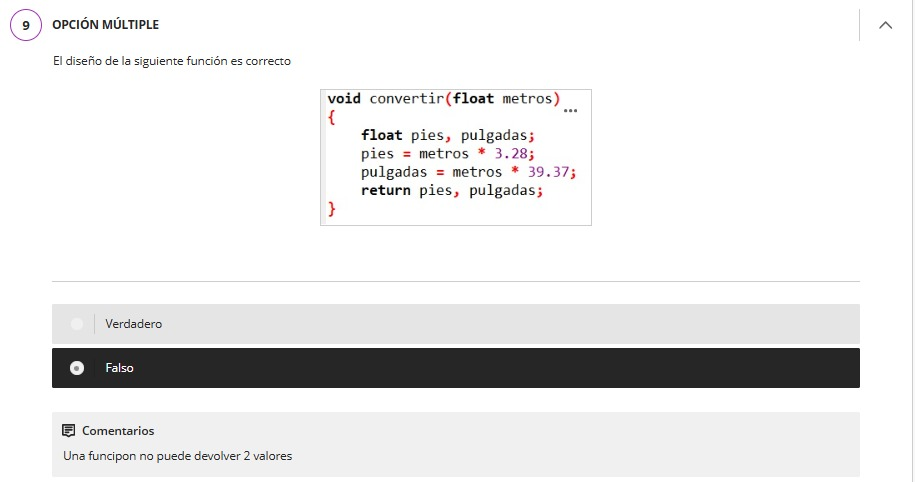 9 OPCIÓN MÚLTIPLE
El diseño de la siguiente función es correcto
void convertir(float metros)
{
float pies, pulgadas;
pies = metros * 3.28;
pulgadas = metros * 39.37;
return pies, pulgadas;
}
Verdadero
Falso
Comentarios
Una funcipon no puede devolver 2 valores